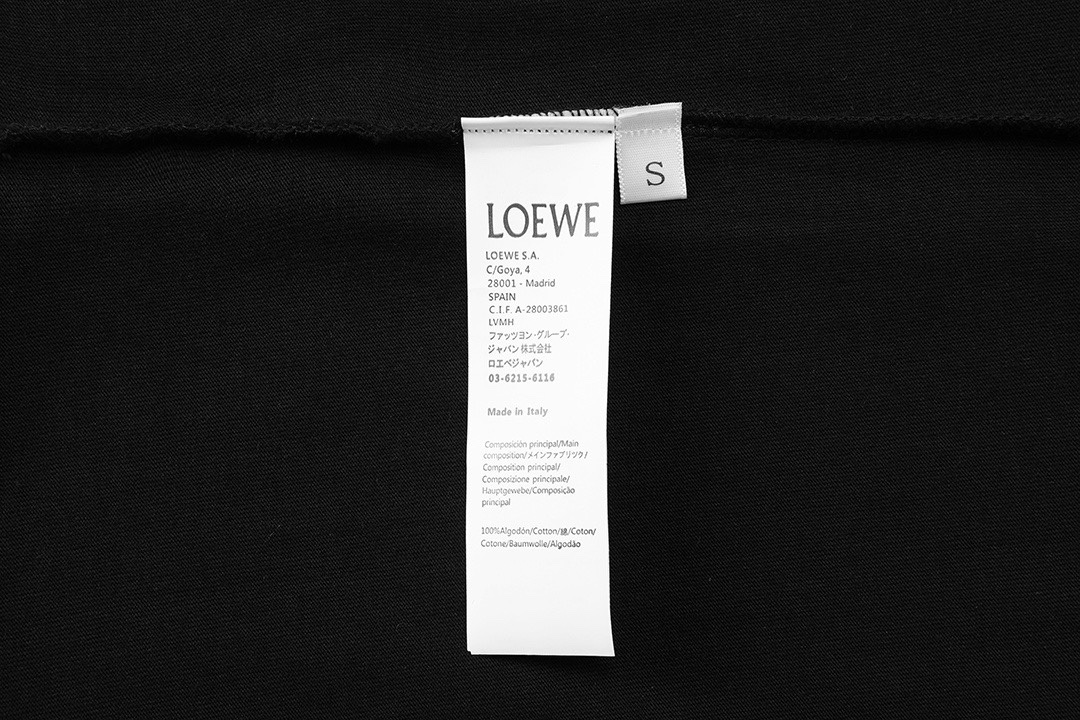 S
LOEWE
LOEWE S.A.
C/Goya, 4
28001 - Madrid
SPAIN
C.I.F. A-28003861
LVMH
ファッツヨン-グループ-
ジャパン株式会社
ロエベジャパン
03-6215-6116
Made in Italy
Composición principal/Main
composition/メインファブリツク/
Composition principal/
Composizione principale/
Hauptgewebe/Composição
principal
100%Algodón/Cotton/綿/Coton/
Cotone/Baumwolle/Algodão